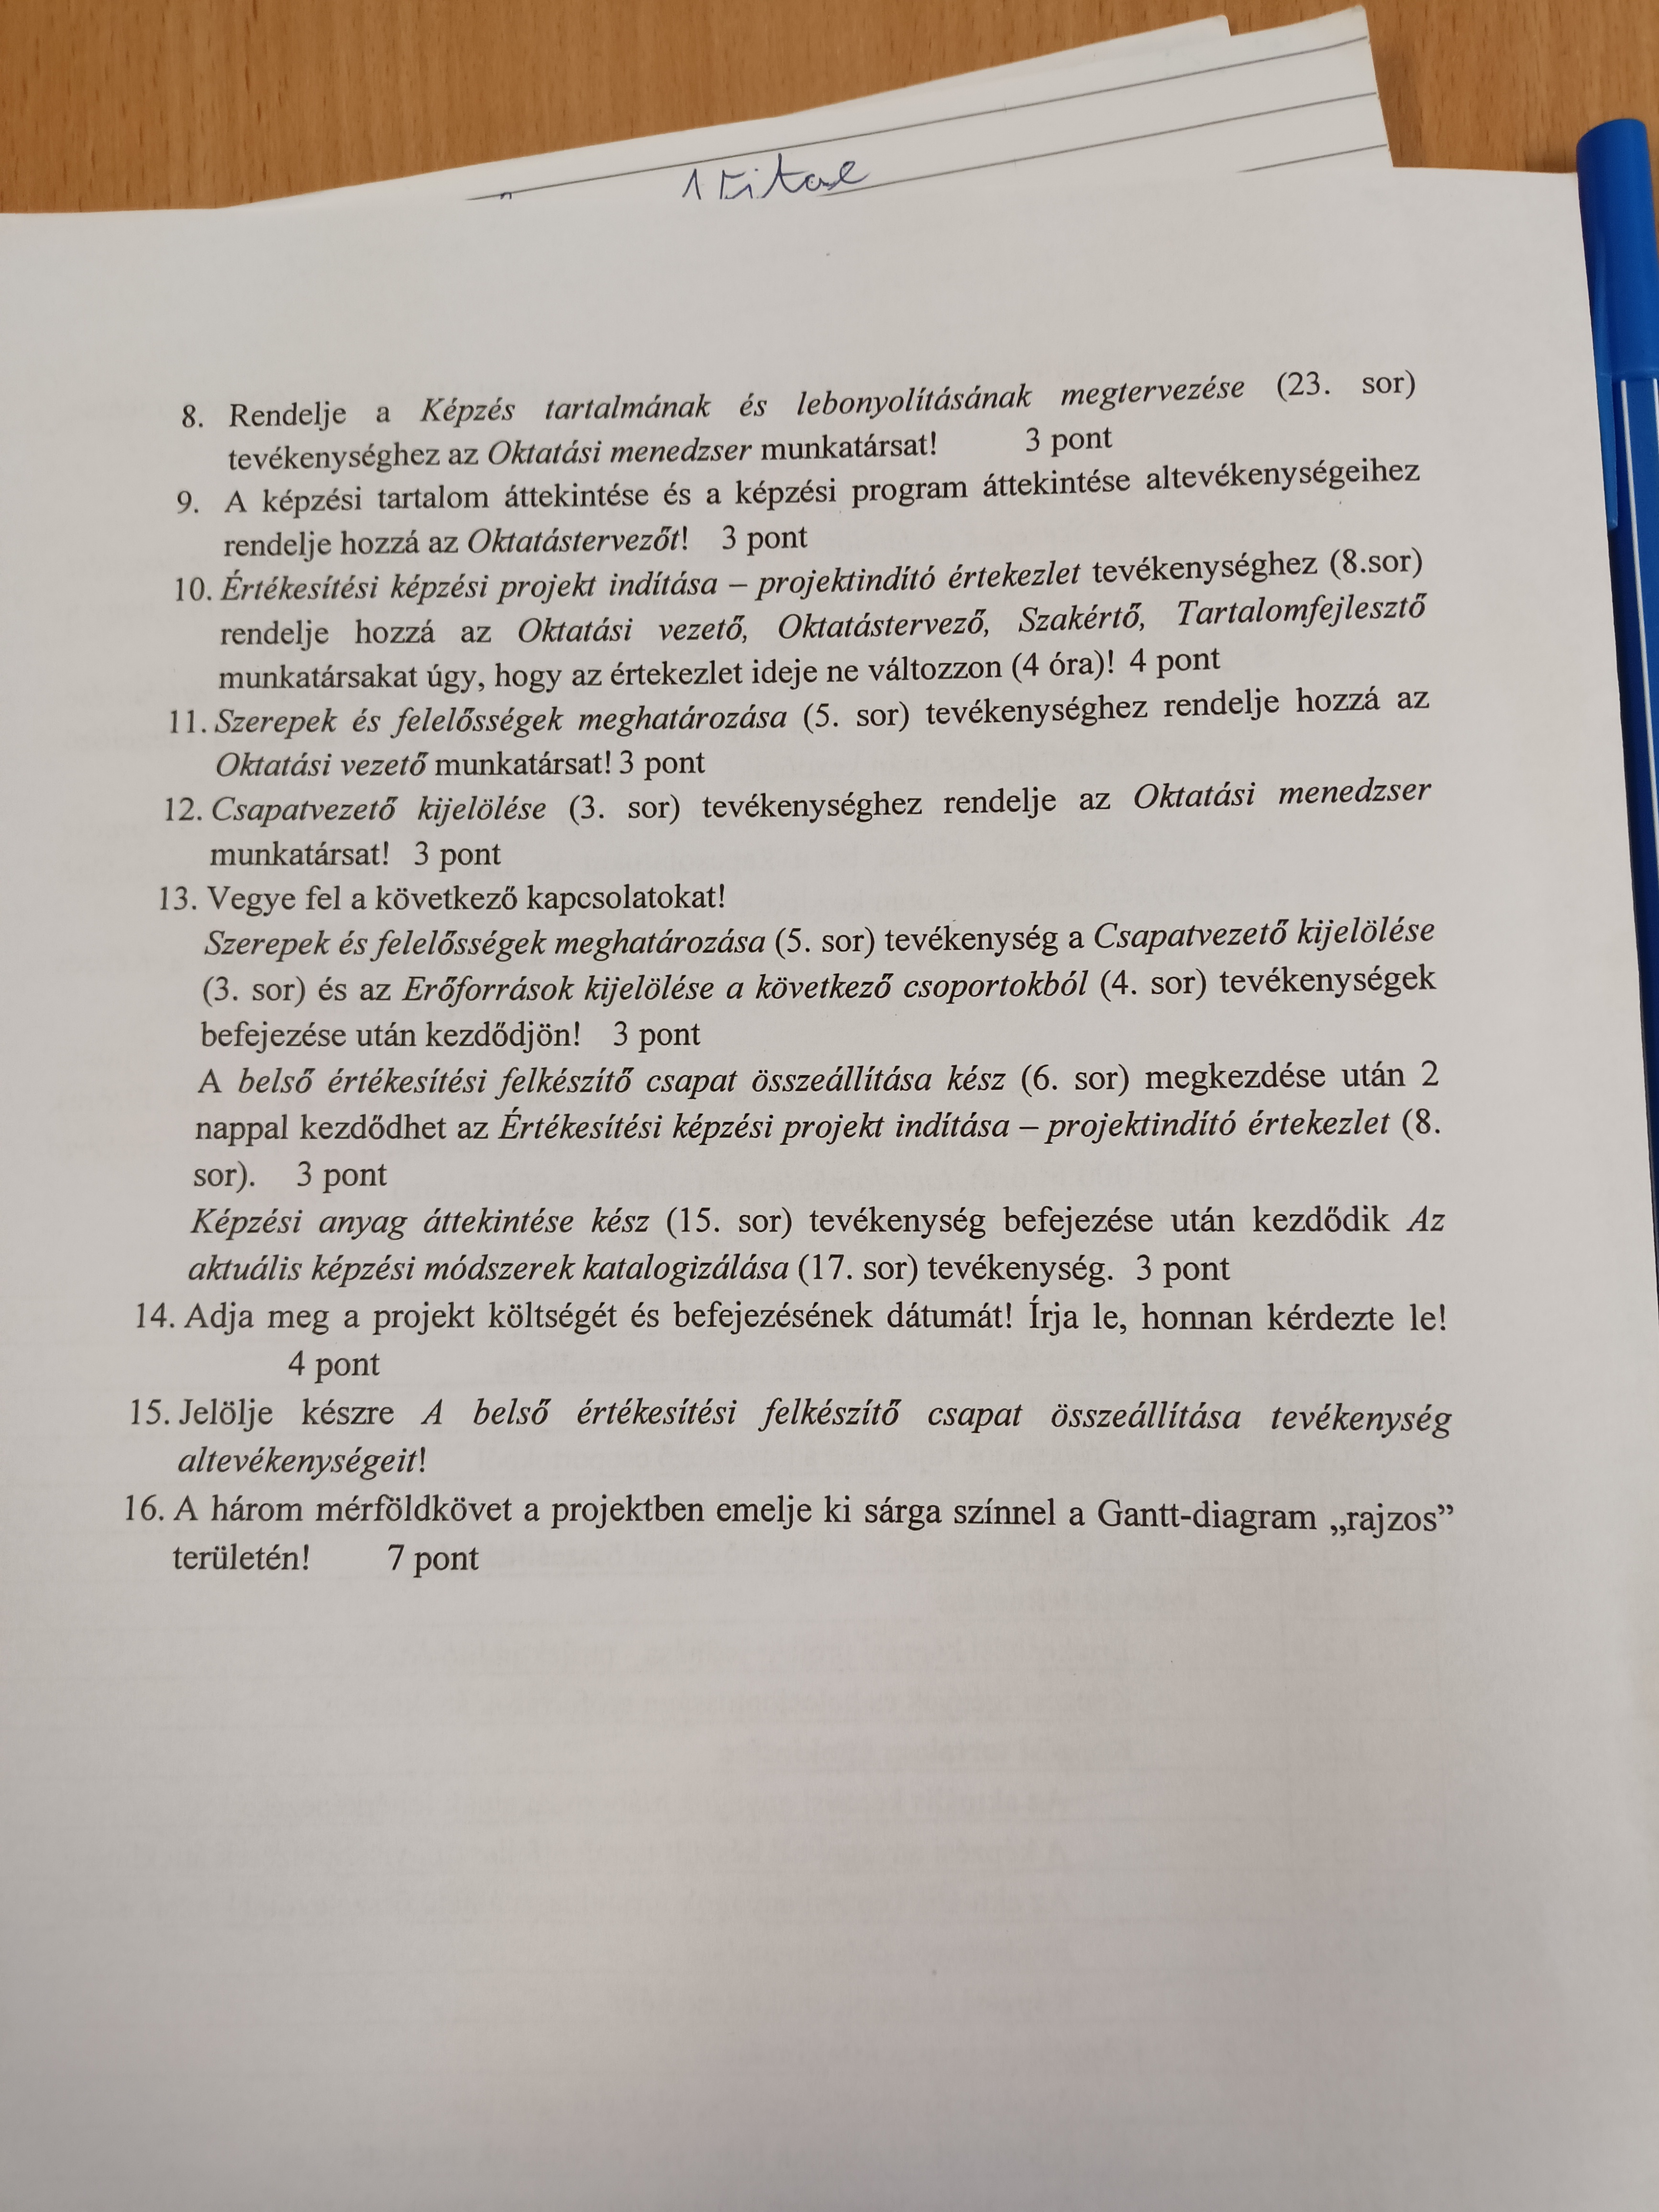 1 Title
8. Rendelje a Képzés tartalmának és lebonyolításának megtervezése (23. sor)
tevékenységhez az Oktatási menedzser munkatársat! 3 pont
9. A képzési tartalom áttekintése és a képzési program áttekintése altevékenységeihez
rendelje hozzá az Oktatástervezőt! 3 pont
10. Értékesítési képzési projekt indítása – projektindító értekezlet tevékenységhez (8.sor)
rendelje hozzá az Oktatási vezető, Oktatástervező, Szakértő, Tartalomfejlesztő
munkatársakat úgy, hogy az értekezlet ideje ne változzon (4 óra)! 4 pont
11. Szerepek és felelősségek meghatározása (5. sor) tevékenységhez rendelje hozzá az
Oktatási vezető munkatársat! 3 pont
12. Csapatvezető kijelölése (3. sor) tevékenységhez rendelje az Oktatási menedzser
munkatársat! 3 pont
13. Vegye fel a következő kapcsolatokat!
Szerepek és felelősségek meghatározása (5. sor) tevékenység a Csapatvezető kijelölése
(3. sor) és az Erőforrások kijelölése a következő csoportokból (4. sor) tevékenységek
befejezése után kezdődjön! 3 pont
A belső értékesítési felkészítő csapat összeállítása kész (6. sor) megkezdése után 2
nappal kezdődhet az Értékesítési képzési projekt indítása – projektindító értekezlet (8.
sor). 3 pont
Képzési anyag áttekintése kész (15. sor) tevékenység befejezése után kezdődik Az
aktuális képzési módszerek katalogizálása (17. sor) tevékenység. 3 pont
14. Adja meg a projekt költségét és befejezésének dátumát! Írja le, honnan kérdezte le!
4 pont
15. Jelölje készre A belső értékesítési felkészítő csapat összeállítása tevékenység
altevékenységeit!
16. A három mérföldkövet a projektben emelje ki sárga színnel a Gantt-diagram „rajzos”
területén! 7 pont